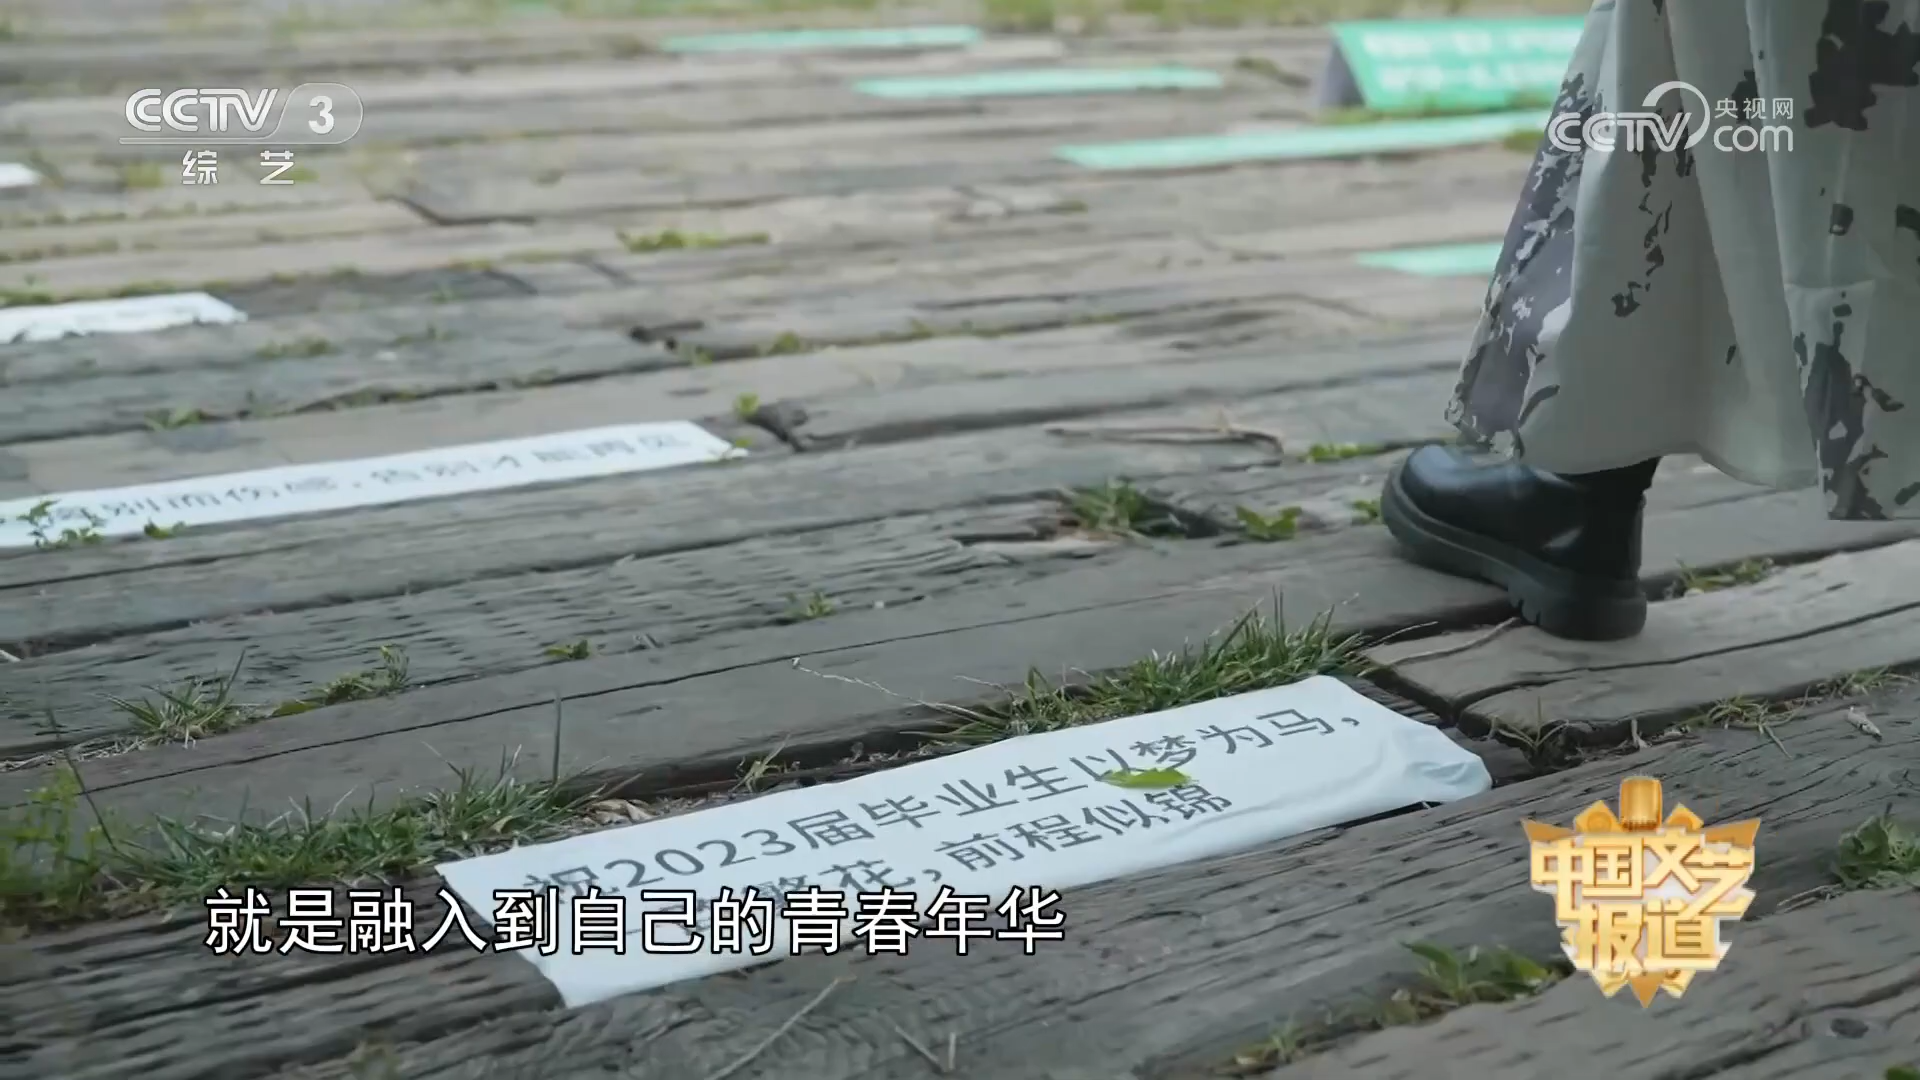 CCTV 3
综艺
央视网
CCTV.com
别而伤感,告别才能再见
祝2023届毕业生以梦为马,
繁花,前程似锦
就是融入到自己的青春年华
中国文艺
报道